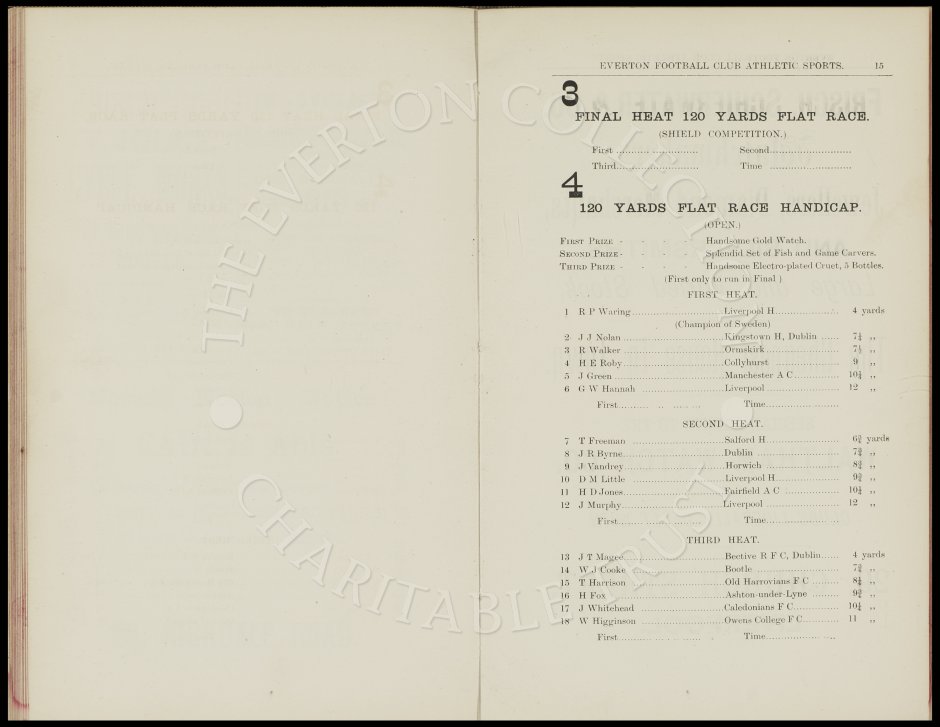 EVERTON FOOTBALL CLUB ATHLETIC SPORTS. 15
3
FINAL HEAT 120 YARDS FLAT RACE.
(SHIELD COMPETITION.)
First ........................... Second...........................
Third........................... Time ...........................
4
120 YARDS FLAT RACE HANDICAP.
(OPEN.)
FIRST PRIZE - - - - Handsome Gold Watch.
SECOND PRIZE - - - - Splendid Set of Fish and Game Carvers.
THIRD PRIZE - - - - Handsome Electro-plated Cruet, 5 Bottles.
(First only to run in Final )
FIRST HEAT.
1 R P Waring........................Liverpool H.................... 4 yards
(Champion of Sweden)
2 J J Nolan ........................Kingstown H, Dublin ...... 7¼ ,,
3 R Walker ........................Ormskirk........................ 7½ ,,
4 H E Roby........................Collyhurst .................... 9 ,,
5 J Green ........................Manchester A C............ 10¼ ,,
6 G W Hannah ....................Liverpool.................... 12 ,,
First........................ Time........................
SECOND HEAT.
7 T Freeman ........................Salford H........................ 6¾ yards
8 J R Byrne........................Dublin ........................ 7¾ ,,
9 J Vandrey........................Horwich .................... 8¾ ,,
10 D M Little ....................Liverpool H.................... 9¾ ,,
11 H D Jones........................Fairfield A C ................ 10¼ ,,
12 J Murphy........................Liverpool .................... 12 ,,
First........................ Time........................
THIRD HEAT.
13 J T Magee........................Bective R F C, Dublin...... 4 yards
14 W J Cooke ....................Bootle ........................ 7¾ ,,
15 T Harrison ....................Old Harrovians F C ......... 8¼ ,,
16 H Fox ........................Ashton-under-Lyne ......... 9¾ ,,
17 J Whitehead ....................Caledonians F C............ 10¼ ,,
18 W Higginson ....................Owens College F C......... 11 ,,
First........................ Time........................
THE EVERTON COLLECTION
CHARITABLE TRUST